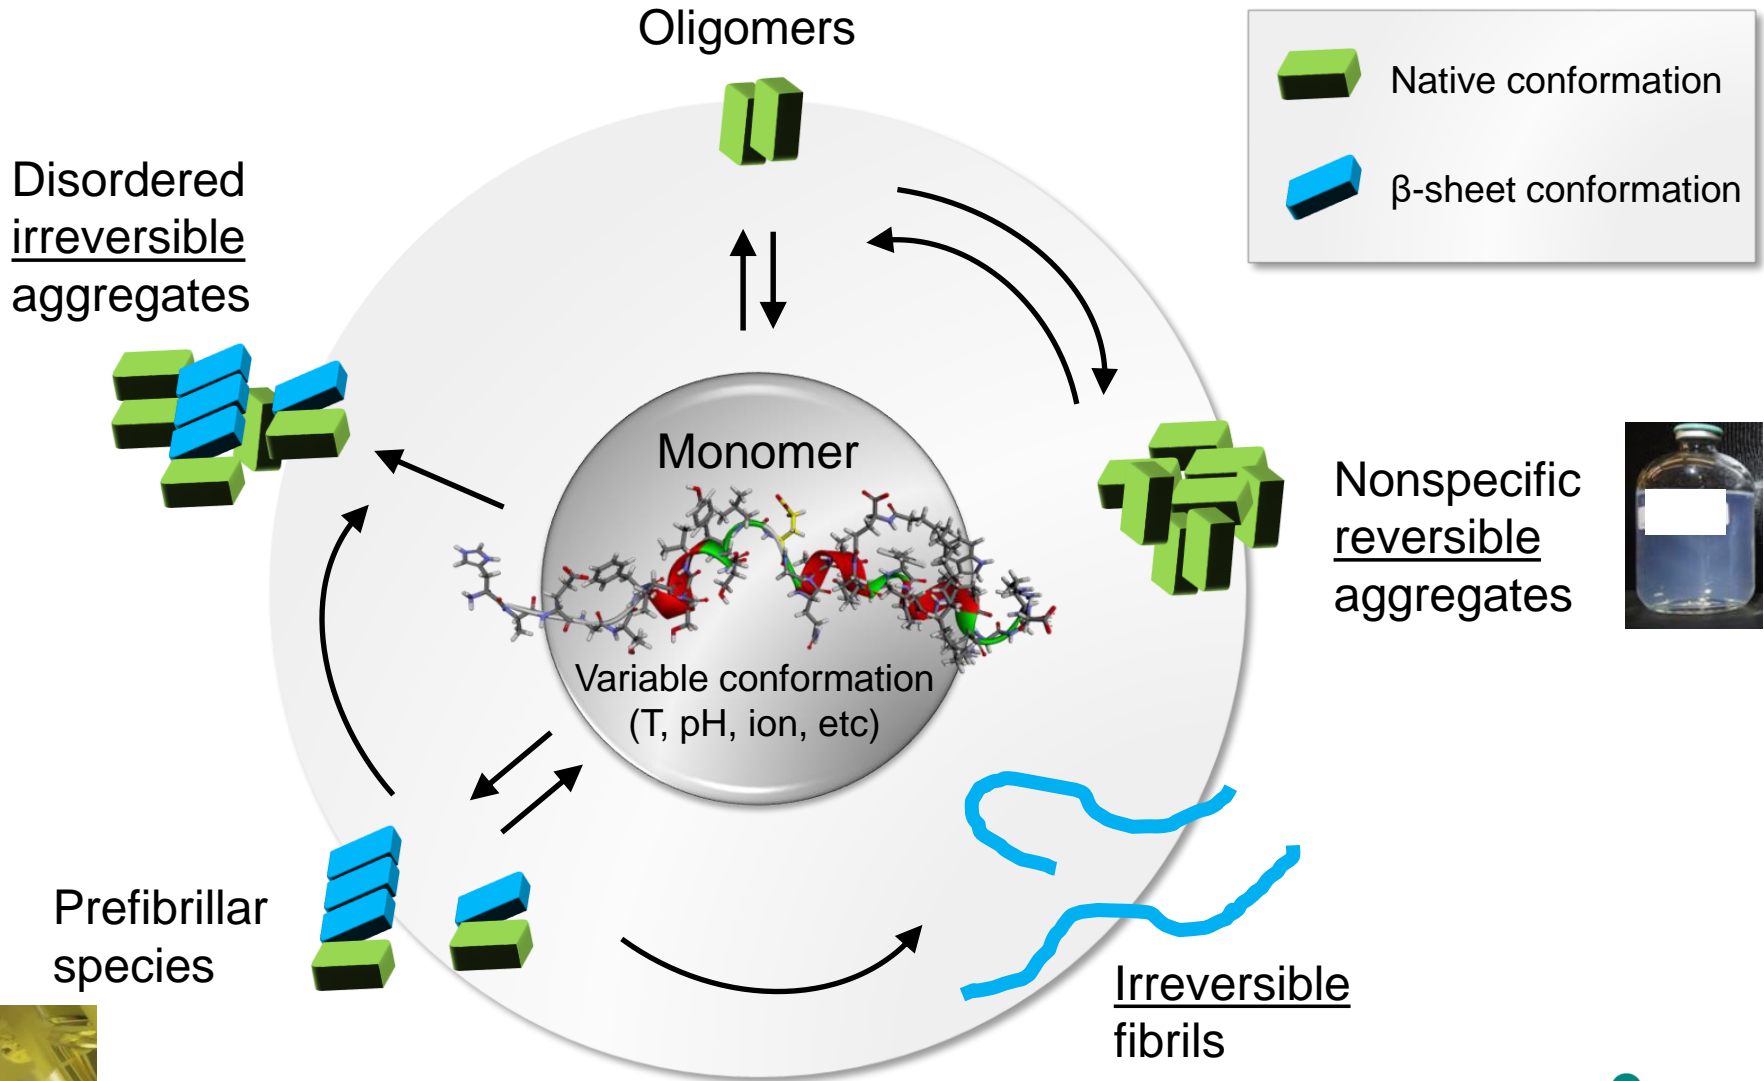 Oligomers
Native conformation
β-sheet conformation
Disordered
irreversible
aggregates
Monomer
Variable conformation
(T, pH, ion, etc)
Nonspecific
reversible
aggregates
Prefibrillar
species
Irreversible
fibrils